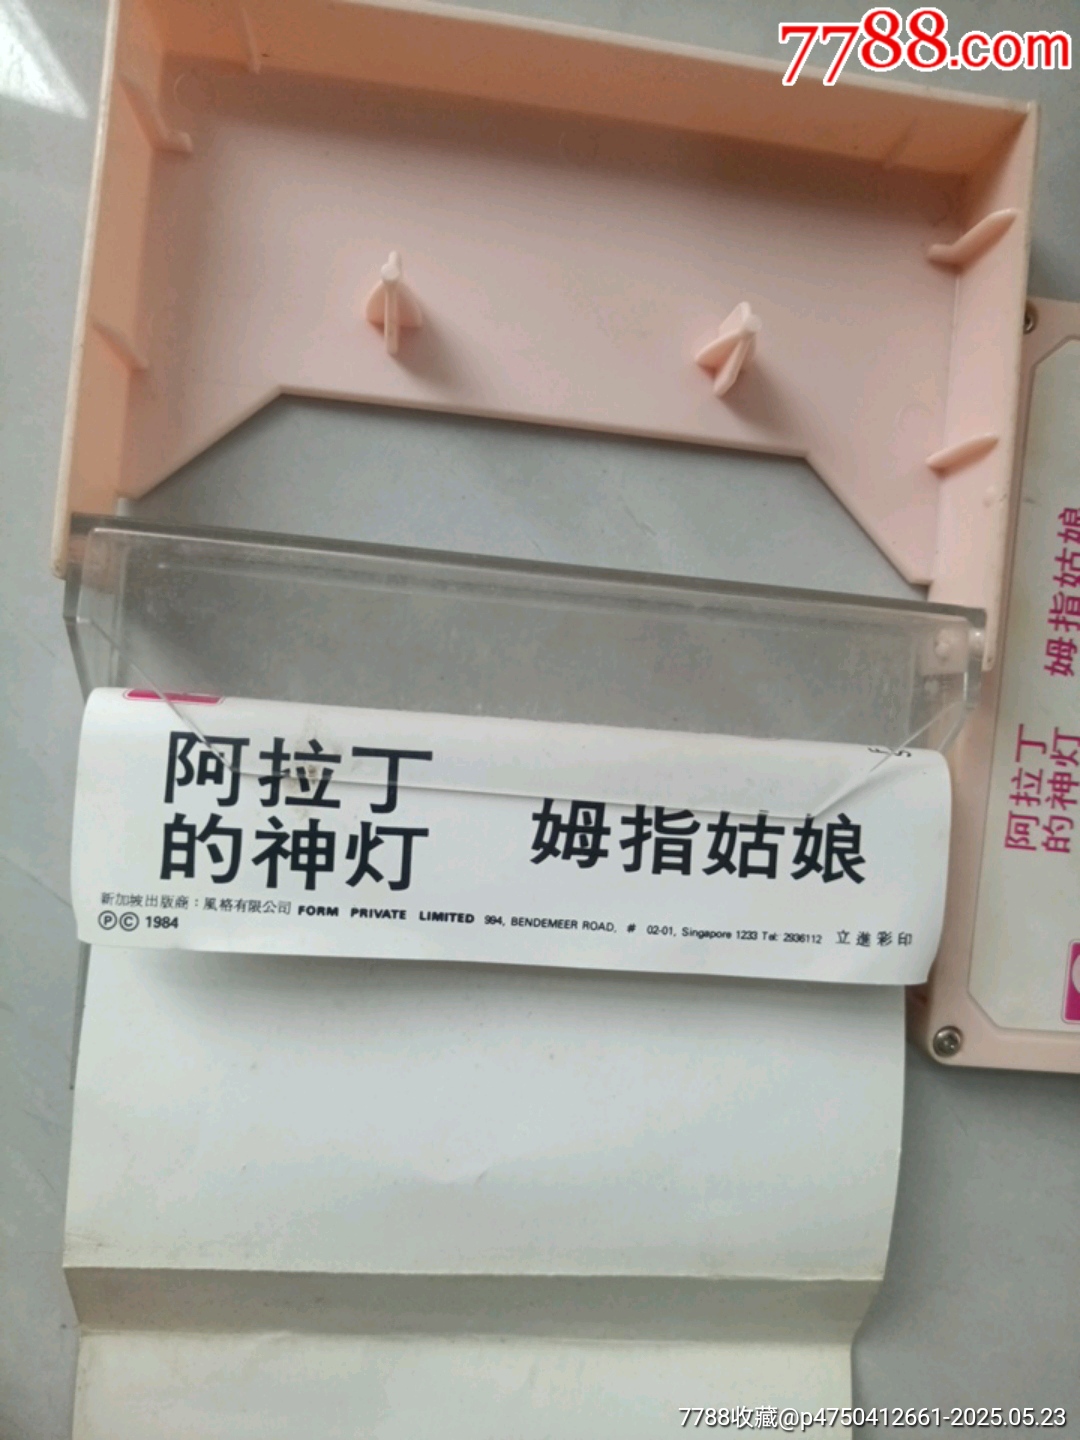 7788.com
阿拉丁
的神灯
姆指姑娘
新加坡出版商：風格有限公司 FORM PRIVATE LIMITED 994, BENDEMEER ROAD, # 02-01, Singapore 1233 Tel: 2936112 立進彩印
ⓅⒸ 1984
阿拉丁
的神灯
姆指姑娘
7788收藏@p4750412661-2025.05.23